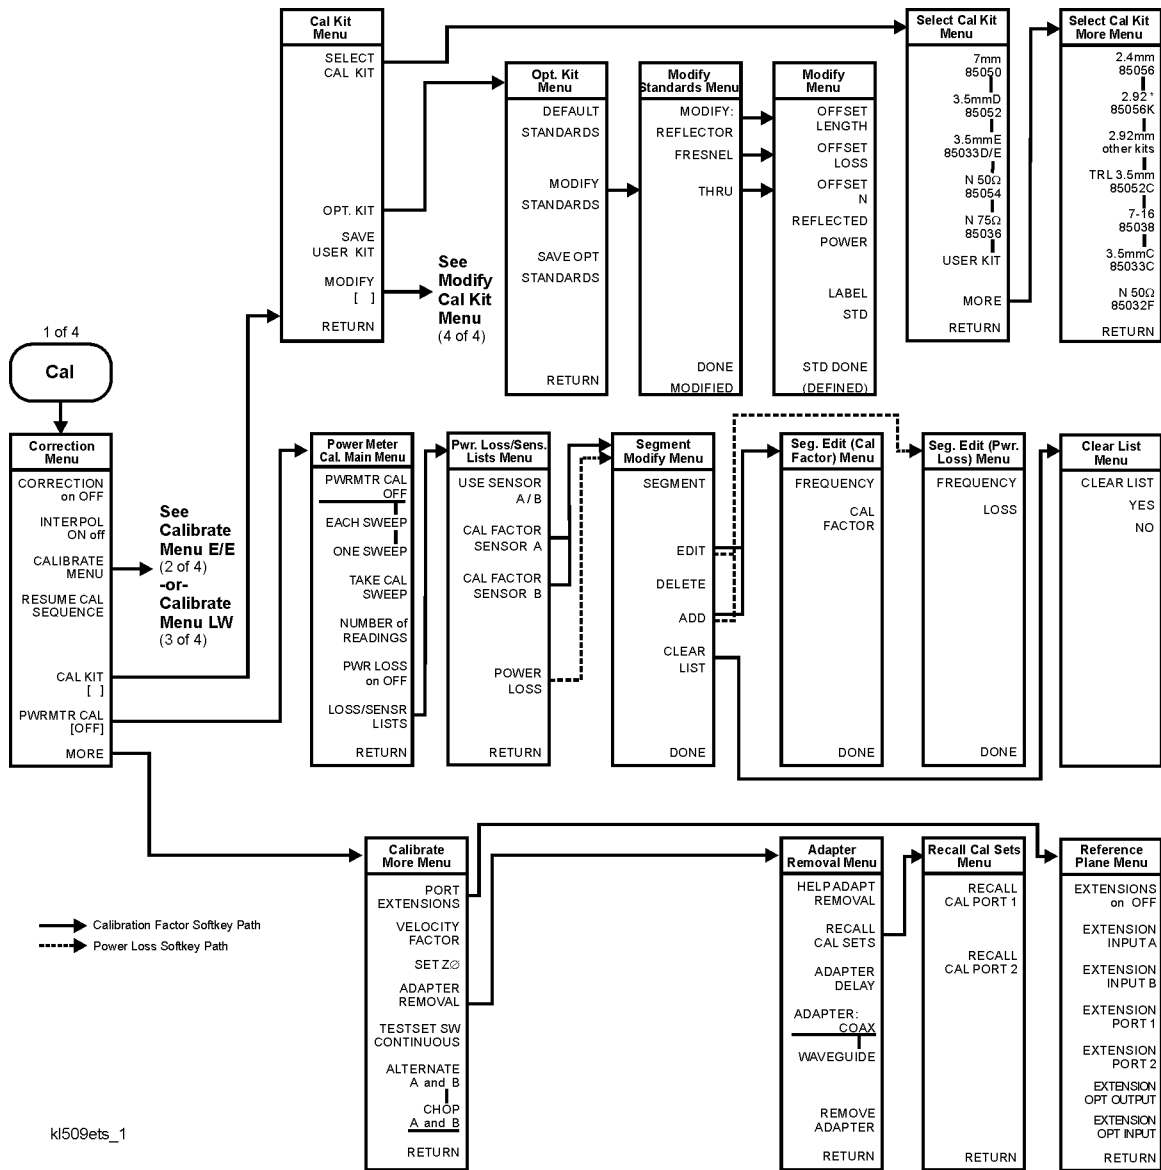 Cal Kit
Menu
SELECT
CAL KIT
OPT. KIT
SAVE
USER KIT
MODIFY
[ ]
RETURN
See
Modify
Cal Kit
Menu
(4 of 4)
Opt. Kit
Menu
DEFAULT
STANDARDS
MODIFY
STANDARDS
SAVE OPT
STANDARDS
RETURN
Modify
Standards Menu
MODIFY:
REFLECTOR
FRESNEL
THRU
DONE
MODIFIED
Modify
Menu
OFFSET
LENGTH
OFFSET
LOSS
OFFSET
N
REFLECTED
POWER
LABEL
STD
STD DONE
(DEFINED)
Select Cal Kit
Menu
7mm
85050
3.5mmD
85052
3.5mmE
85033D/E
N 50Ω
85054
N 75Ω
85036
USER KIT
MORE
RETURN
Select Cal Kit
More Menu
2.4mm
85056
2.92 *
85056K
2.92mm
other kits
TRL 3.5mm
85052C
7-16
85038
3.5mmC
85033C
N 50Ω
85032F
RETURN
1 of 4
Cal
Correction
Menu
CORRECTION
on OFF
INTERPOL
ON off
CALIBRATE
MENU
RESUME CAL
SEQUENCE
CAL KIT
[ ]
PWRMTR CAL
[OFF]
MORE
See
Calibrate
Menu E/E
(2 of 4)
-or-
Calibrate
Menu LW
(3 of 4)
Power Meter
Cal. Main Menu
PWRMTR CAL
OFF
EACH SWEEP
ONE SWEEP
TAKE CAL
SWEEP
NUMBER of
READINGS
PWR LOSS
on OFF
LOSS/SENSR
LISTS
RETURN
Pwr. Loss/Sens.
Lists Menu
USE SENSOR
A / B
CAL FACTOR
SENSOR A
CAL FACTOR
SENSOR B
POWER
LOSS
RETURN
Segment
Modify Menu
SEGMENT
EDIT
DELETE
ADD
CLEAR
LIST
DONE
Seg. Edit (Cal
Factor) Menu
FREQUENCY
CAL
FACTOR
DONE
Seg. Edit (Pwr.
Loss) Menu
FREQUENCY
LOSS
DONE
Clear List
Menu
CLEAR LIST
YES
NO
Calibrate
More Menu
PORT
EXTENSIONS
VELOCITY
FACTOR
SET Z∅
ADAPTER
REMOVAL
TESTSET SW
CONTINUOUS
ALTERNATE
A and B
CHOP
A and B
RETURN
Adapter
Removal Menu
HELP ADAPT
REMOVAL
RECALL
CAL SETS
ADAPTER
DELAY
ADAPTER:
COAX
WAVEGUIDE
REMOVE
ADAPTER
RETURN
Recall Cal Sets
Menu
RECALL
CAL PORT 1
RECALL
CAL PORT 2
RETURN
Reference
Plane Menu
EXTENSIONS
on OFF
EXTENSION
INPUT A
EXTENSION
INPUT B
EXTENSION
PORT 1
EXTENSION
PORT 2
EXTENSION
OPT OUTPUT
EXTENSION
OPT INPUT
RETURN
Calibration Factor Softkey Path
Power Loss Softkey Path
kl509ets_1